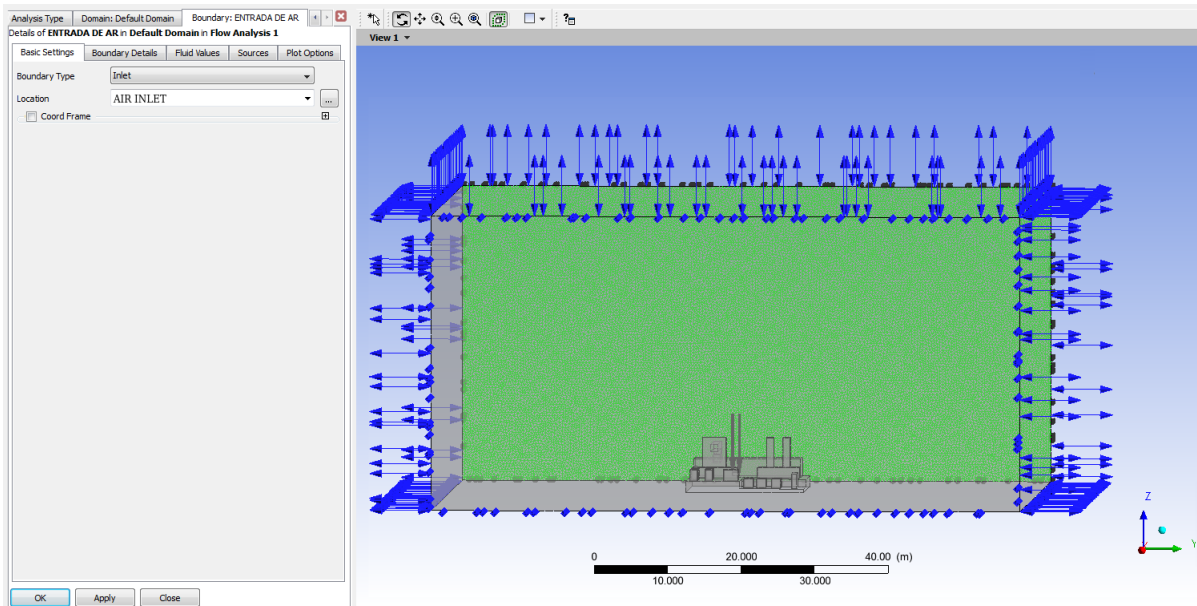 Analysis Type Domain: Default Domain Boundary: ENTRADA DE AR
Details of ENTRADA DE AR in Default Domain in Flow Analysis 1
Basic Settings Boundary Details Fluid Values Sources Plot Options
Boundary Type Inlet
Location AIR INLET ...
Coord Frame
OK Apply Close
View 1
0 20.000 40.00 (m)
10.000 30.000
Z
Y